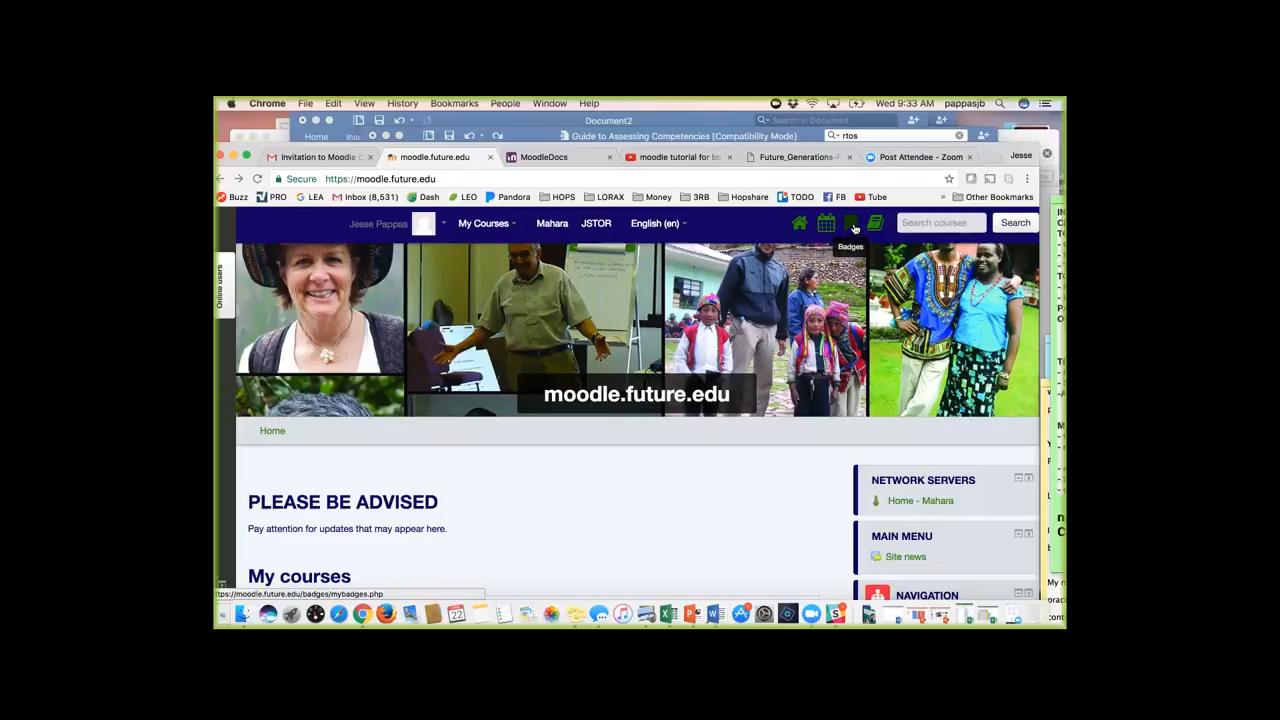 Chrome File Edit View History Bookmarks People Window Help Wed 9:33 AM pappasjb
Document2 Search in Document
Home Guide to Assessing Competencies [Compatibility Mode] rtos
Invitation to Moodle C moodle.future.edu MoodleDocs moodle tutorial for be Future_Generations-F Post Attendee - Zoom Jesse
Secure https://moodle.future.edu
Buzz PRO LEA Inbox (8,531) DAY LEO Pandora HOPS LORAX Money 3RB Hopshare TODO FB Tube » Other Bookmarks
Jesse Pappas My Courses Mahara JSTOR English (en) Search courses Search
Badges
Online users
moodle.future.edu
Home
PLEASE BE ADVISED
Pay attention for updates that may appear here.
My courses
NETWORK SERVERS
Home - Mahara
MAIN MENU
Site news
NAVIGATION
ttps://moodle.future.edu/badges/mybadges.php
22